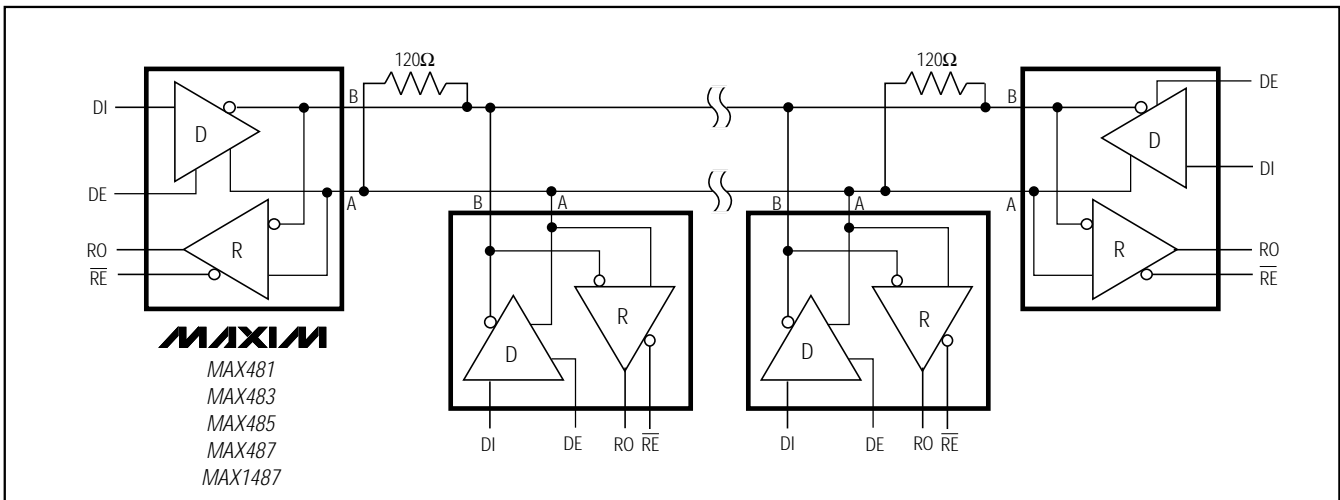 120Ω
120Ω
DI
B
D
DE
A
RO
R
RE
B
A
D
R
DI
DE
RO
RE
B
A
D
R
DI
DE
RO
RE
B
DE
D
DI
A
R
RO
RE
MAXIM
MAX481
MAX483
MAX485
MAX487
MAX1487